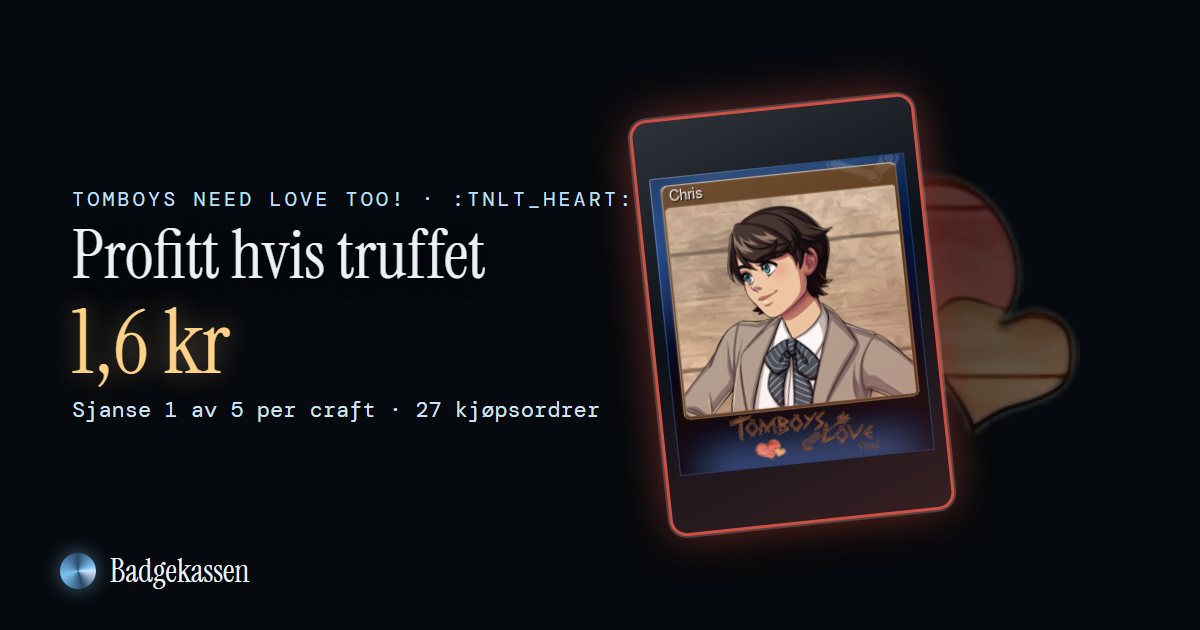 TOMBOYS NEED LOVE TOO! · :TNLT_HEART:
Profitt hvis truffet
1,6 kr
Sjanse 1 av 5 per craft · 27 kjøpsordrer
Chris
TOMBOYS
LOVE
Badgekassen